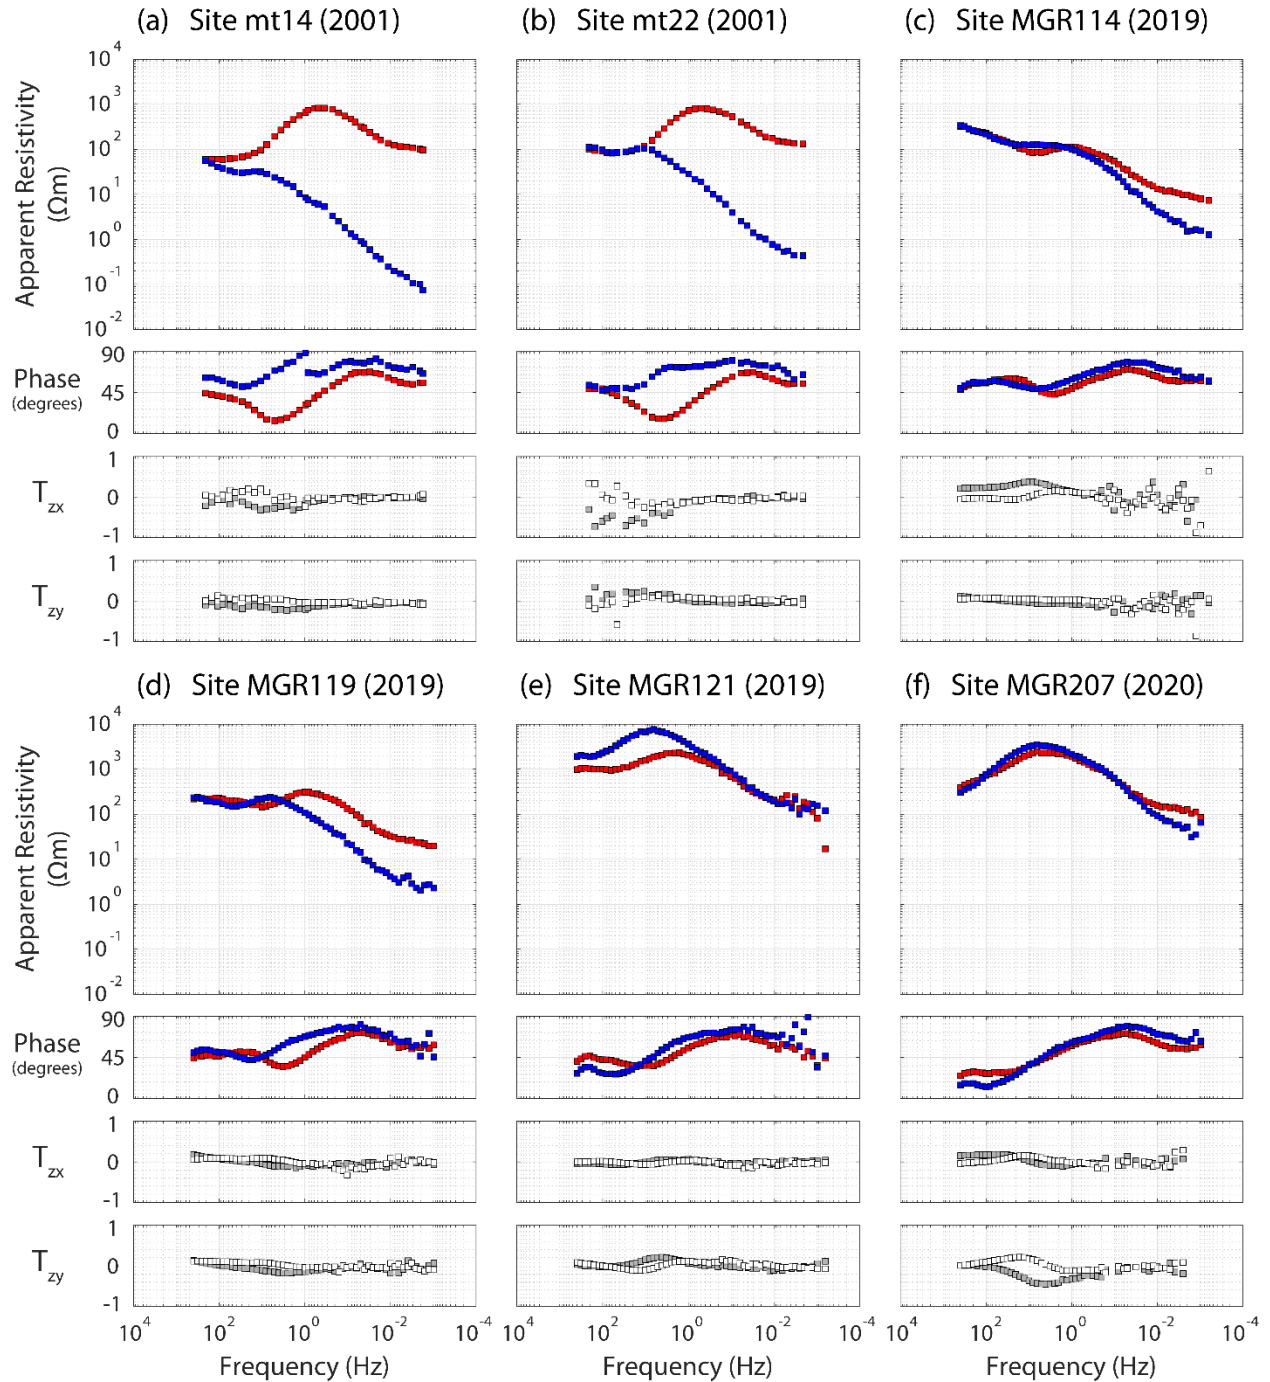 (a) Site mt14 (2001)
(b) Site mt22 (2001)
(c) Site MGR114 (2019)
Apparent Resistivity
(Ωm)
10^4
10^3
10^2
10^1
10^0
10^-1
10^-2
Phase
(degrees)
90
45
0
T_zx
1
0
-1
T_zy
1
0
-1
(d) Site MGR119 (2019)
(e) Site MGR121 (2019)
(f) Site MGR207 (2020)
Apparent Resistivity
(Ωm)
10^4
10^3
10^2
10^1
10^0
10^-1
10^-2
Phase
(degrees)
90
45
0
T_zx
1
0
-1
T_zy
1
0
-1
10^4 10^2 10^0 10^-2 10^-4
10^4 10^2 10^0 10^-2 10^-4
10^4 10^2 10^0 10^-2 10^-4
Frequency (Hz)
Frequency (Hz)
Frequency (Hz)